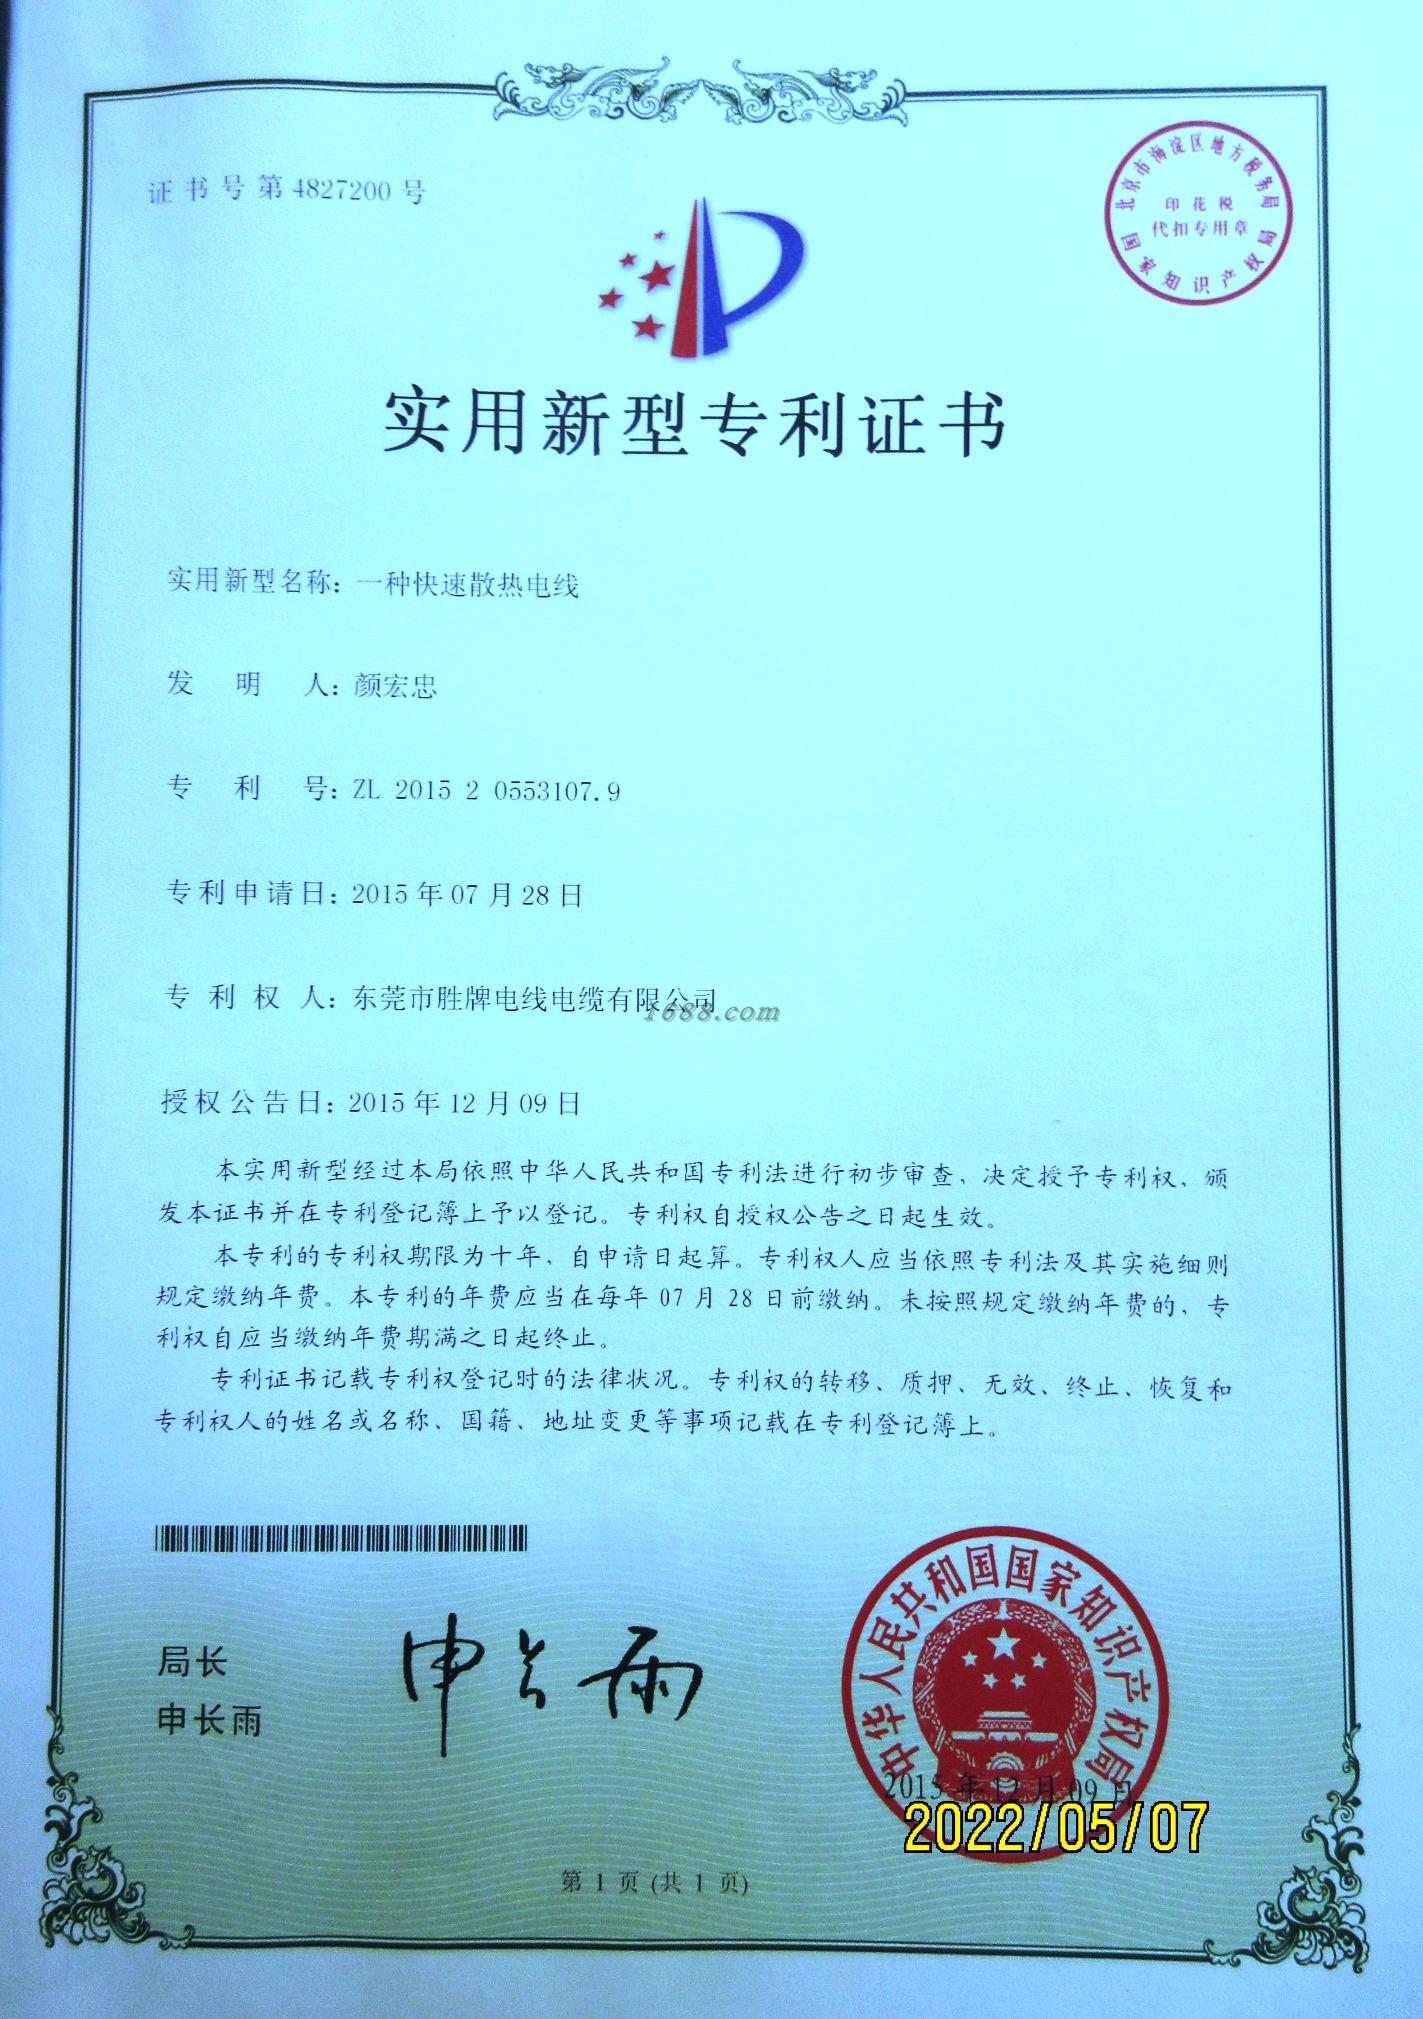 证书号第4827200号
北京市海淀区地方税务局
印花税
代扣专用章
国家知识产权局
实用新型专利证书
实用新型名称：一种快速散热电线
发明人：颜宏忠
专利号：ZL 2015 2 0553107.9
专利申请日：2015年07月28日
专利权人：东莞市胜牌电线电缆有限公司
1688.com
授权公告日：2015年12月09日
本实用新型经过本局依照中华人民共和国专利法进行初步审查，决定授予专利权，颁
发本证书并在专利登记簿上予以登记。专利权自授权公告之日起生效。
本专利的专利权期限为十年，自申请日起算。专利权人应当依照专利法及其实施细则
规定缴纳年费。本专利的年费应当在每年07月28日前缴纳。未按照规定缴纳年费的，专
利权自应当缴纳年费期满之日起终止。
专利证书记载专利权登记时的法律状况。专利权的转移、质押、无效、终止、恢复和
专利权人的姓名或名称、国籍、地址变更等事项记载在专利登记簿上。
局长
申长雨
申长雨
中华人民共和国国家知识产权局
2015年12月09日
2022/05/07
第1页(共1页)